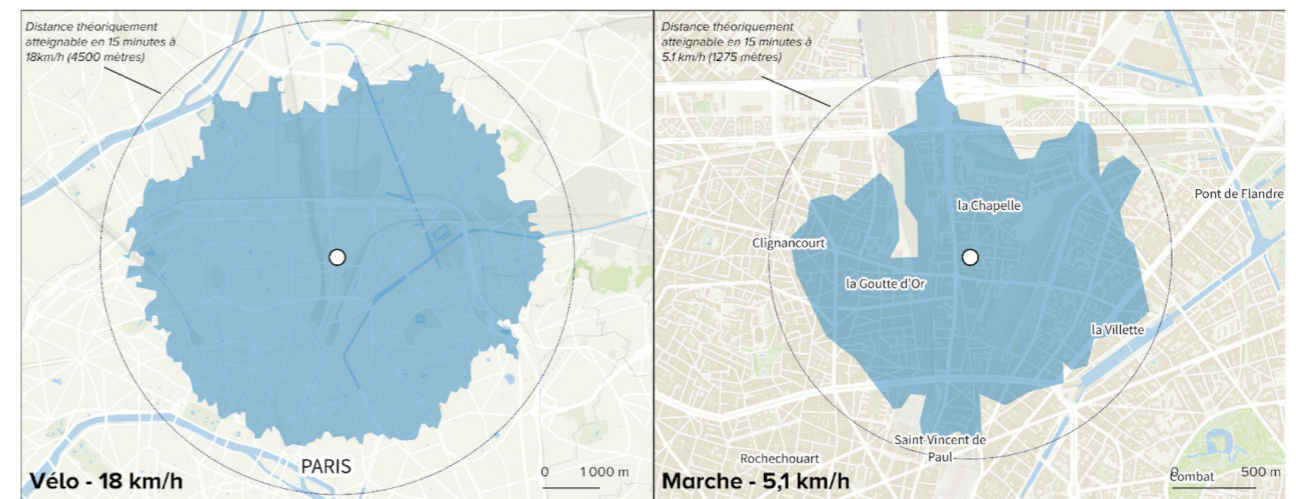 Distance théoriquement
atteignable en 15 minutes à
18km/h (4500 mètres)
PARIS
0 1 000 m
Vélo - 18 km/h
Distance théoriquement
atteignable en 15 minutes à
5.1 km/h (1275 mètres)
Pont de Flandre
la Chapelle
Clignancourt
la Goutte d'Or
la Villette
Saint-Vincent de
Paul
Rochechouart
0 500 m
Combat
Marche - 5,1 km/h